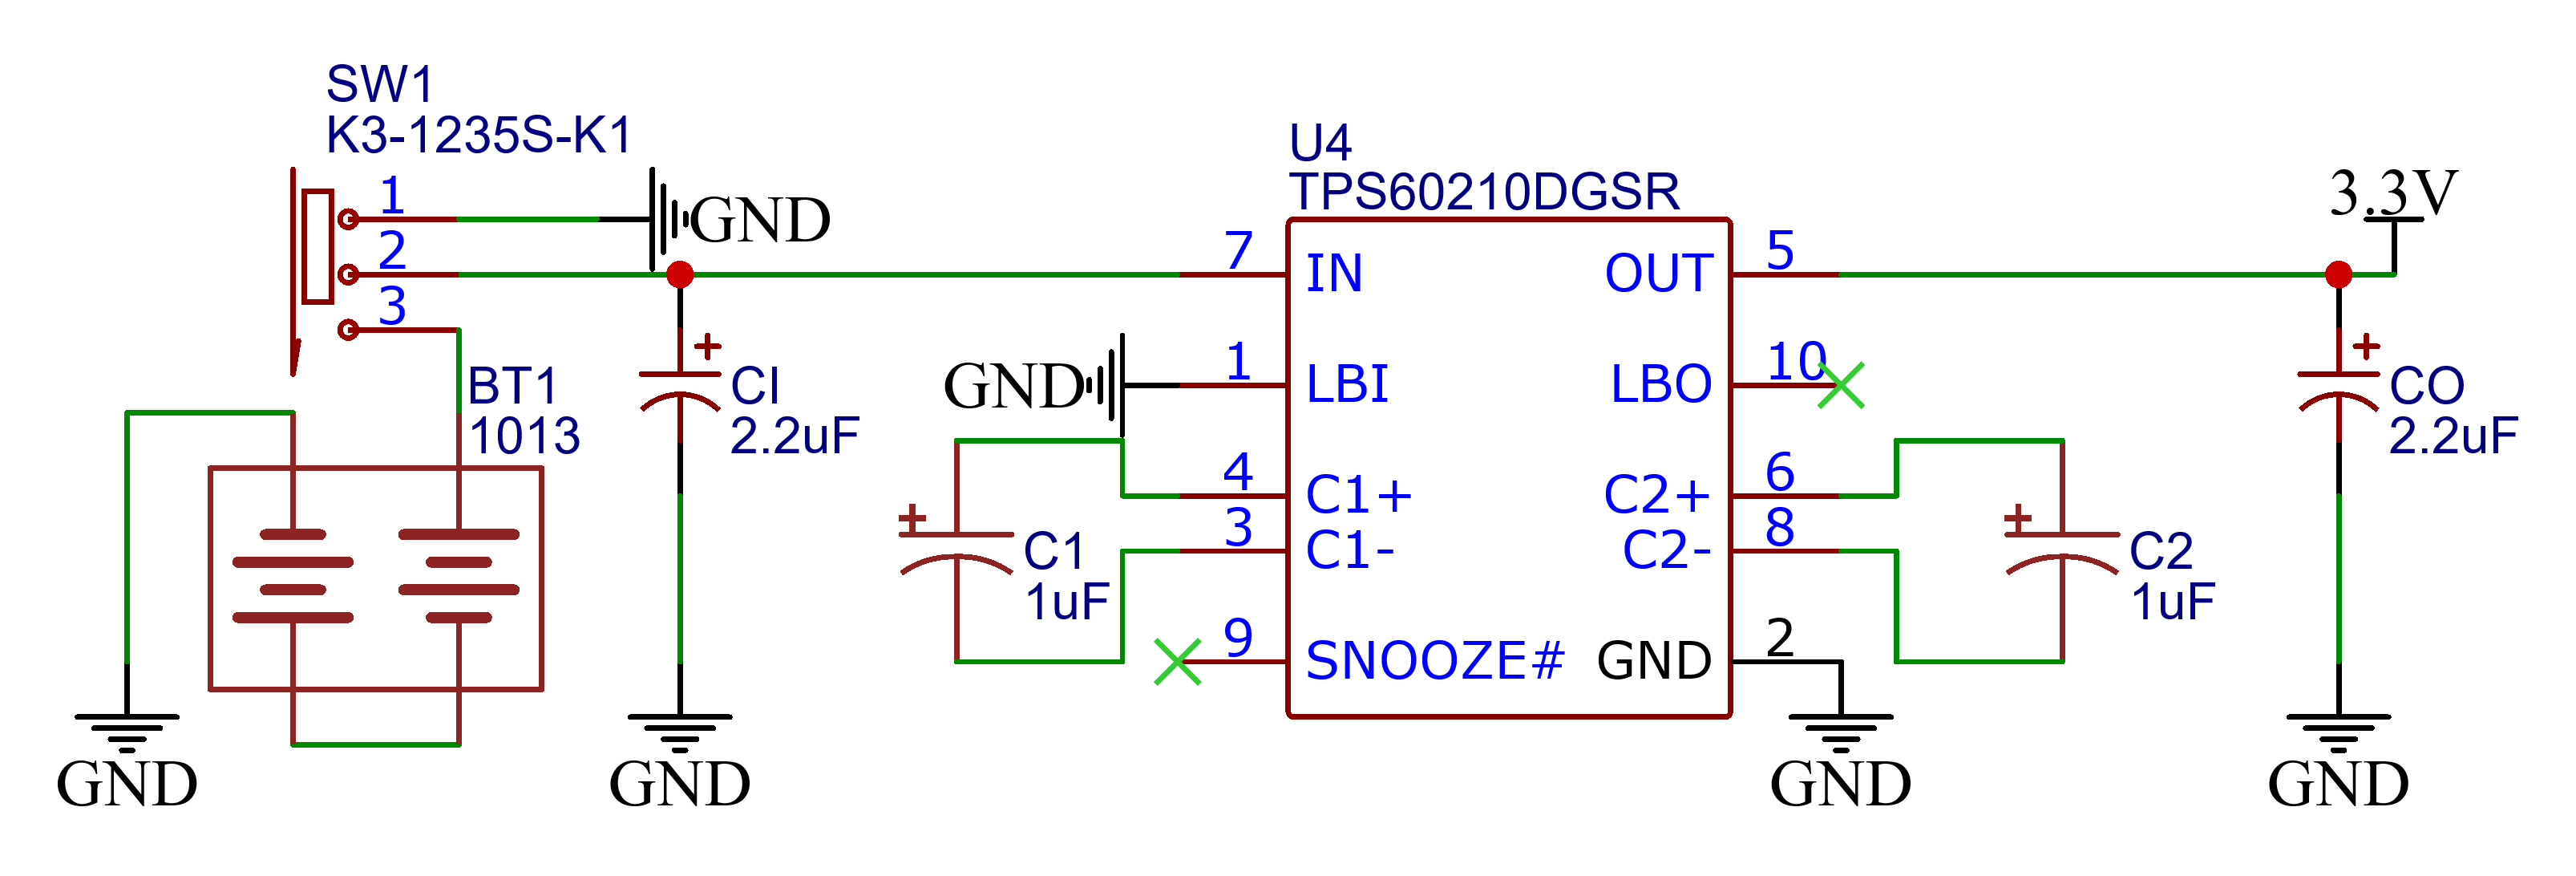 SW1
K3-1235S-K1
1
GND
2
3
BT1
1013
GND
CI
2.2uF
GND
U4
TPS60210DGSR
7
IN
GND
1
LBI
4
C1+
3
C1-
C1
1uF
9
SNOOZE#
OUT
5
LBO
10
C2+
6
C2-
8
GND
2
GND
C2
1uF
3.3V
CO
2.2uF
GND